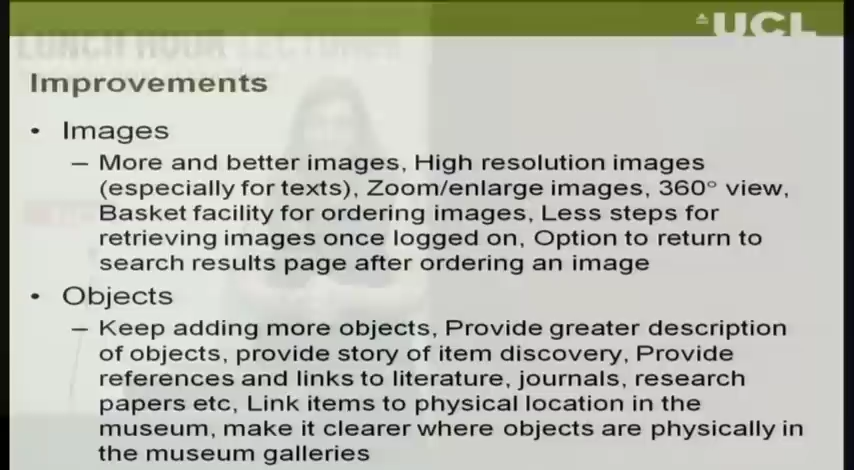 UCL
LUNCH HOUR LECTURES
Improvements
• Images
– More and better images, High resolution images
(especially for texts), Zoom/enlarge images, 360° view,
Basket facility for ordering images, Less steps for
retrieving images once logged on, Option to return to
search results page after ordering an image
• Objects
– Keep adding more objects, Provide greater description
of objects, provide story of item discovery, Provide
references and links to literature, journals, research
papers etc, Link items to physical location in the
museum, make it clearer where objects are physically in
the museum galleries